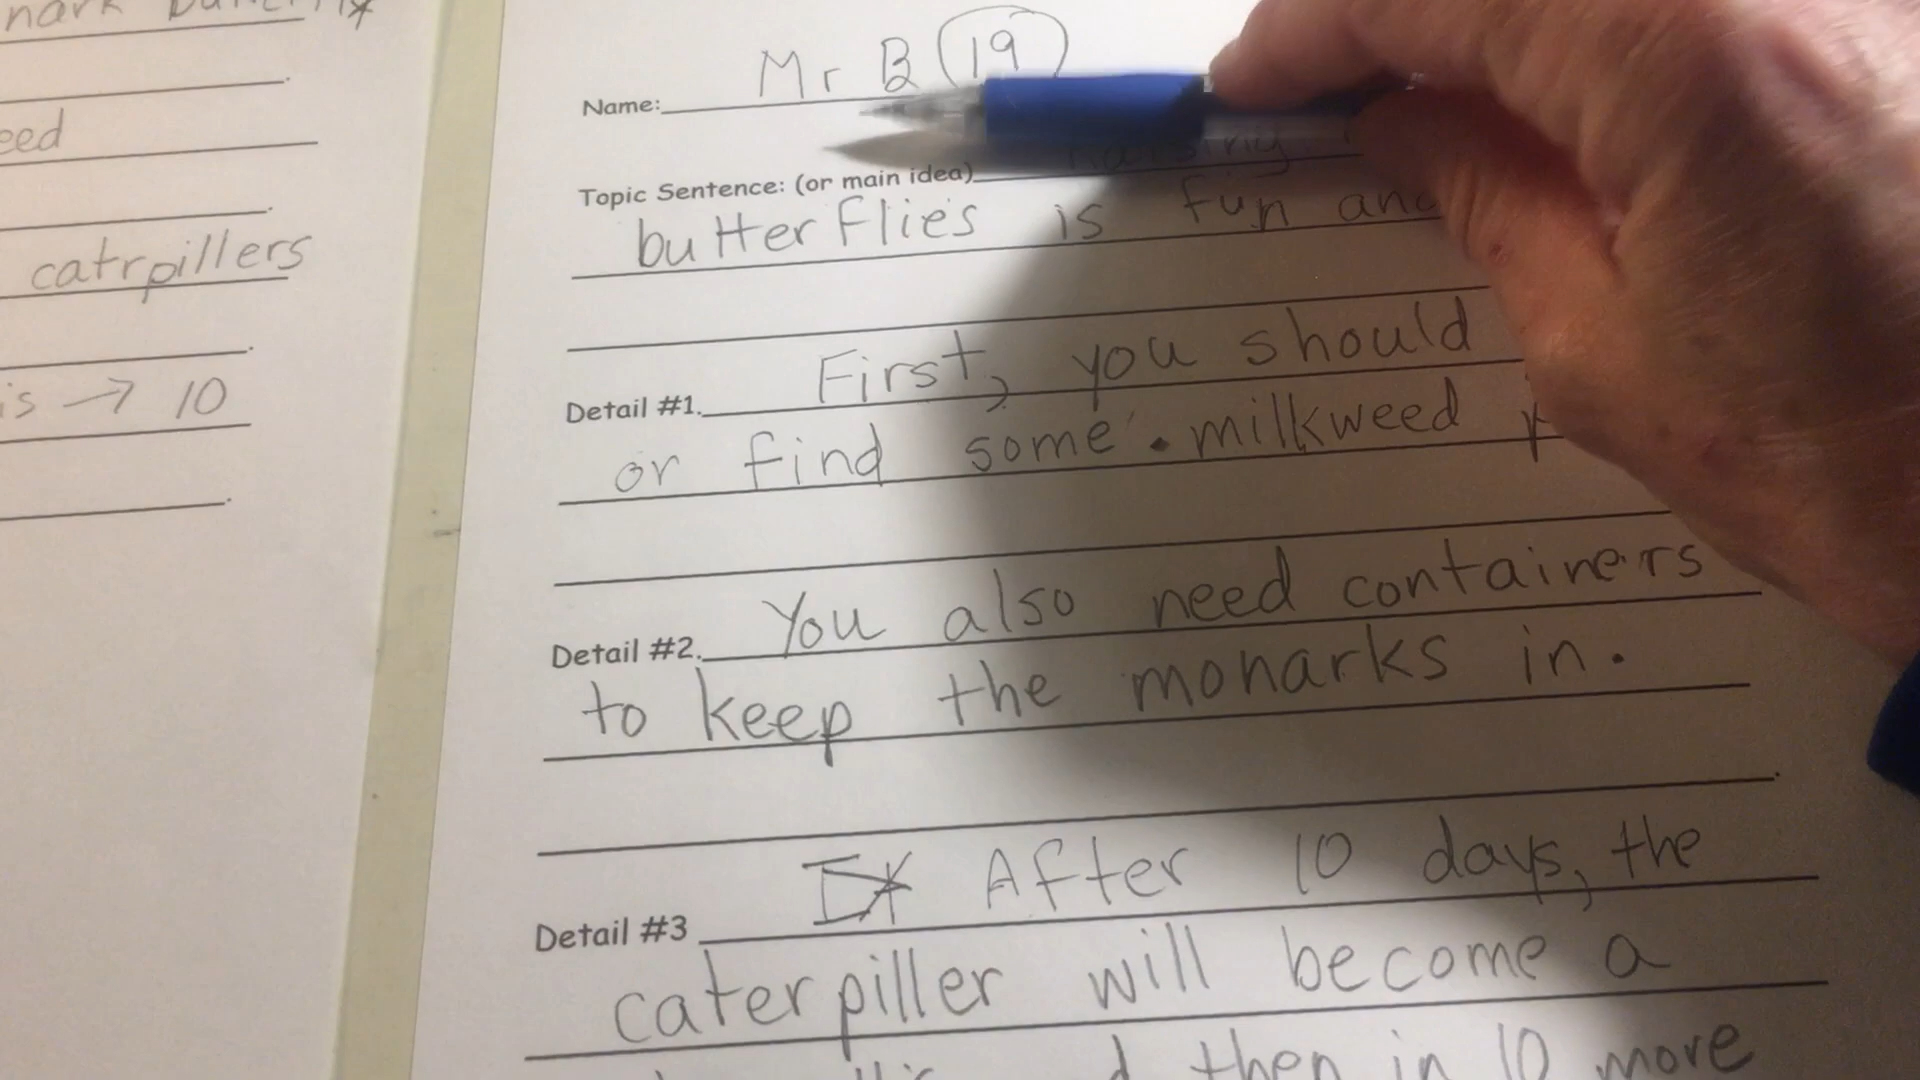 eed
catrpillers
is → 10
Name: Mr B 19
Topic Sentence: (or main idea) Raising
butterflies is fun and
Detail #1. First, you should
or find some milkweed
Detail #2. You also need containers
to keep the monarks in.
Detail #3 After 10 days, the
caterpiller will become a
then in 10 more